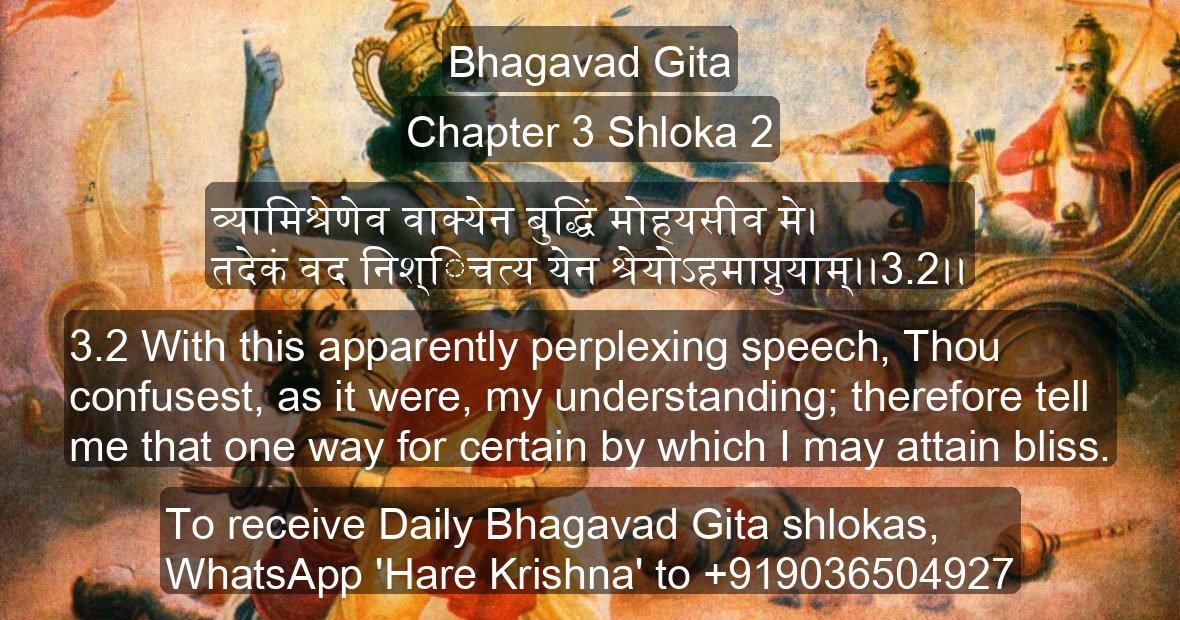 Bhagavad Gita
Chapter 3 Shloka 2
व्यामिश्रेणेव वाक्येन बुद्धिं मोहयसीव मे।
तदेकं वद निश्िचत्य येन श्रेयोऽहमाप्नुयाम्।।3.2।।
3.2 With this apparently perplexing speech, Thou
confusest, as it were, my understanding; therefore tell
me that one way for certain by which I may attain bliss.
To receive Daily Bhagavad Gita shlokas,
WhatsApp 'Hare Krishna' to +919036504927